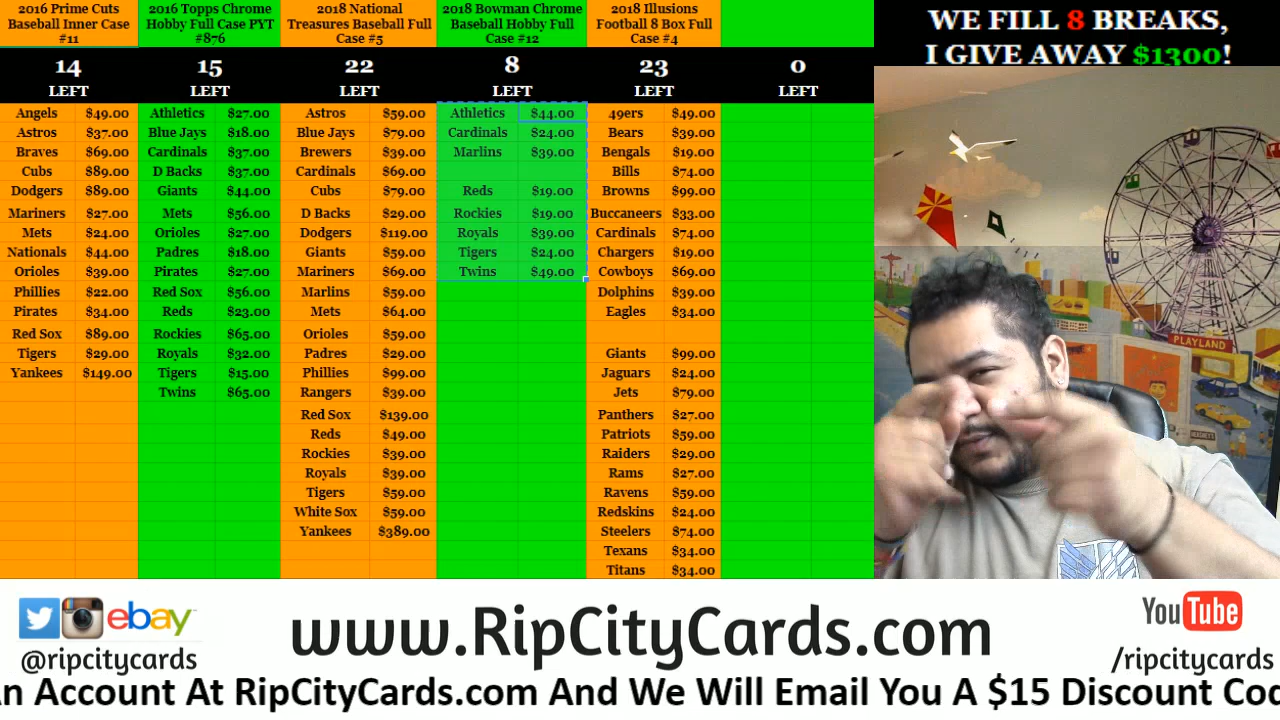 2016 Prime Cuts
Baseball Inner Case
#11
2016 Topps Chrome
Hobby Full Case PYT
#876
2018 National
Treasures Baseball Full
Case #5
2018 Bowman Chrome
Baseball Hobby Full
Case #12
2018 Illusions
Football 8 Box Full
Case #4
14
LEFT
15
LEFT
22
LEFT
8
LEFT
23
LEFT
0
LEFT
Angels $49.00
Astros $37.00
Braves $69.00
Cubs $89.00
Dodgers $89.00
Mariners $27.00
Mets $24.00
Nationals $44.00
Orioles $39.00
Phillies $22.00
Pirates $34.00
Red Sox $89.00
Tigers $29.00
Yankees $149.00
Athletics $27.00
Blue Jays $18.00
Cardinals $37.00
D Backs $37.00
Giants $44.00
Mets $56.00
Orioles $27.00
Padres $18.00
Pirates $27.00
Red Sox $56.00
Reds $23.00
Rockies $65.00
Royals $32.00
Tigers $15.00
Twins $65.00
Astros $59.00
Blue Jays $79.00
Brewers $39.00
Cardinals $69.00
Cubs $79.00
D Backs $29.00
Dodgers $119.00
Giants $59.00
Mariners $69.00
Marlins $59.00
Mets $64.00
Orioles $59.00
Padres $29.00
Phillies $99.00
Rangers $39.00
Red Sox $139.00
Reds $49.00
Rockies $39.00
Royals $39.00
Tigers $59.00
White Sox $59.00
Yankees $389.00
Athletics $44.00
Cardinals $24.00
Marlins $39.00
Reds $19.00
Rockies $19.00
Royals $39.00
Tigers $24.00
Twins $49.00
49ers $49.00
Bears $39.00
Bengals $19.00
Bills $74.00
Browns $99.00
Buccaneers $33.00
Cardinals $74.00
Chargers $19.00
Cowboys $69.00
Dolphins $39.00
Eagles $34.00
Giants $99.00
Jaguars $24.00
Jets $79.00
Panthers $27.00
Patriots $59.00
Raiders $29.00
Rams $27.00
Ravens $59.00
Redskins $24.00
Steelers $74.00
Texans $34.00
Titans $34.00
WE FILL 8 BREAKS,
I GIVE AWAY $1300!
PLAYLAND
ebay
@ripcitycards
www.RipCityCards.com
YouTube
/ripcitycards
n Account At RipCityCards.com And We Will Email You A $15 Discount Cod